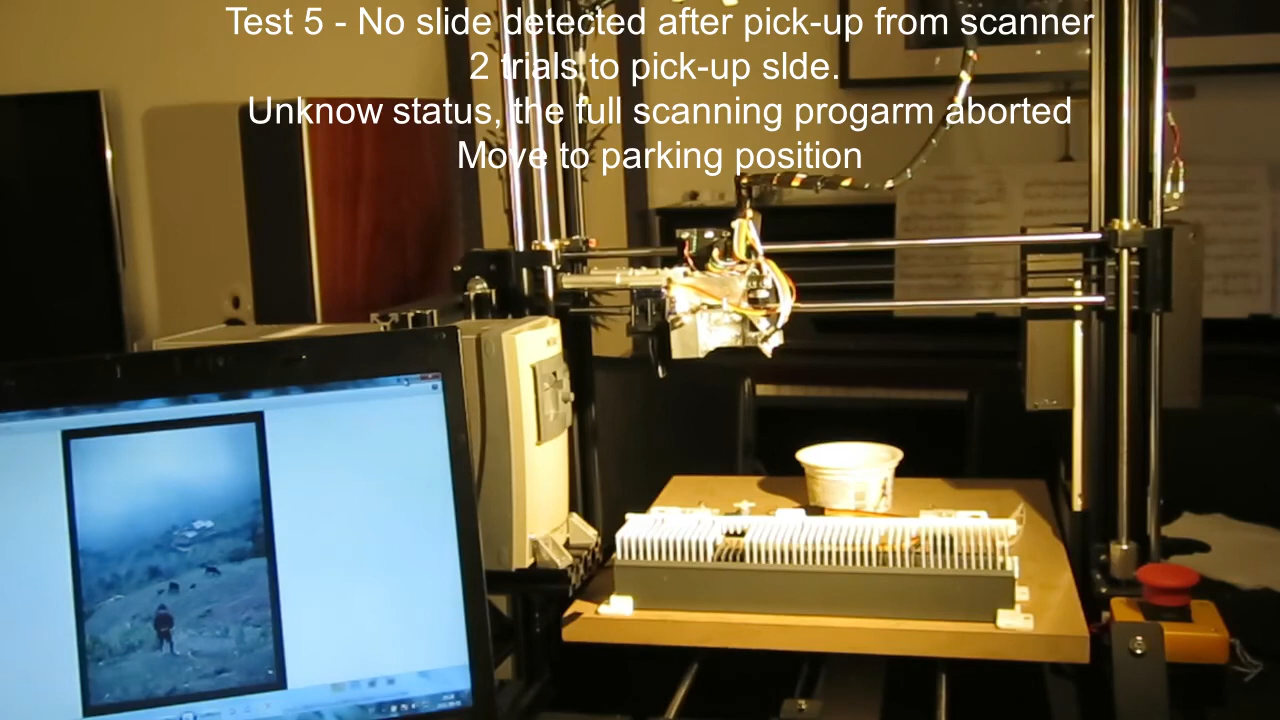 Test 5 - No slide detected after pick-up from scanner
2 trials to pick-up slde.
Unknow status, the full scanning progarm aborted
Move to parking position